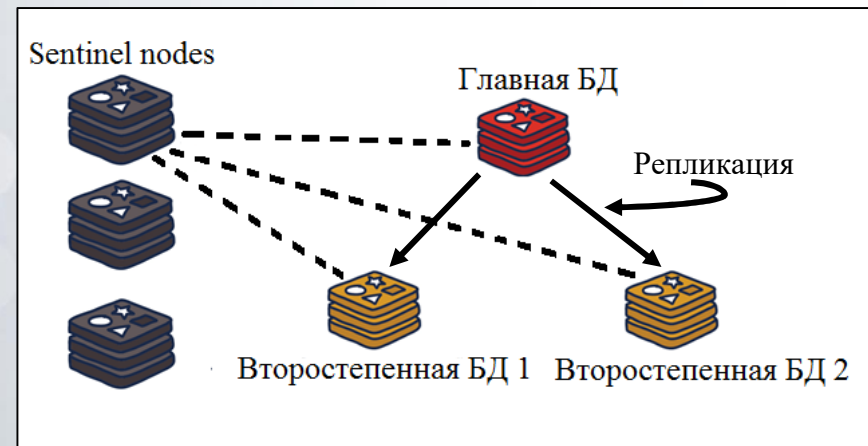 Sentinel nodes
Главная БД
Репликация
Второстепенная БД 1
Второстепенная БД 2